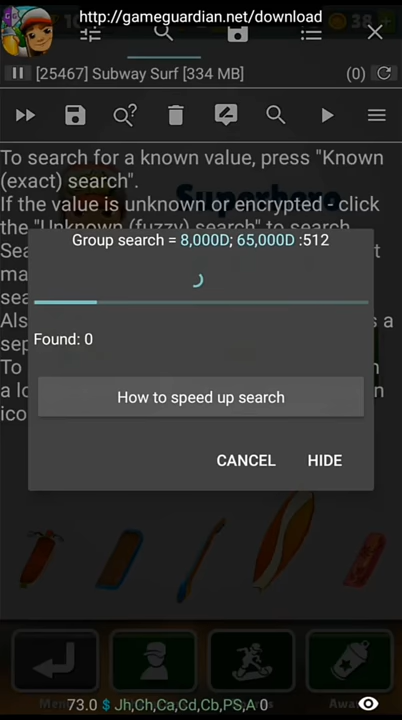 http://gameguardian.net/download
[25467] Subway Surf [334 MB]
(0)
To search for a known value, press "Known
(exact) search".
If the value is unknown or encrypted - click
the "Unknown (fuzzy) search" to search
Group search = 8,000D; 65,000D :512
Found: 0
How to speed up search
CANCEL
HIDE
73.0 $ Jh,Ch,Ca,Cd,Cb,PS,A 0